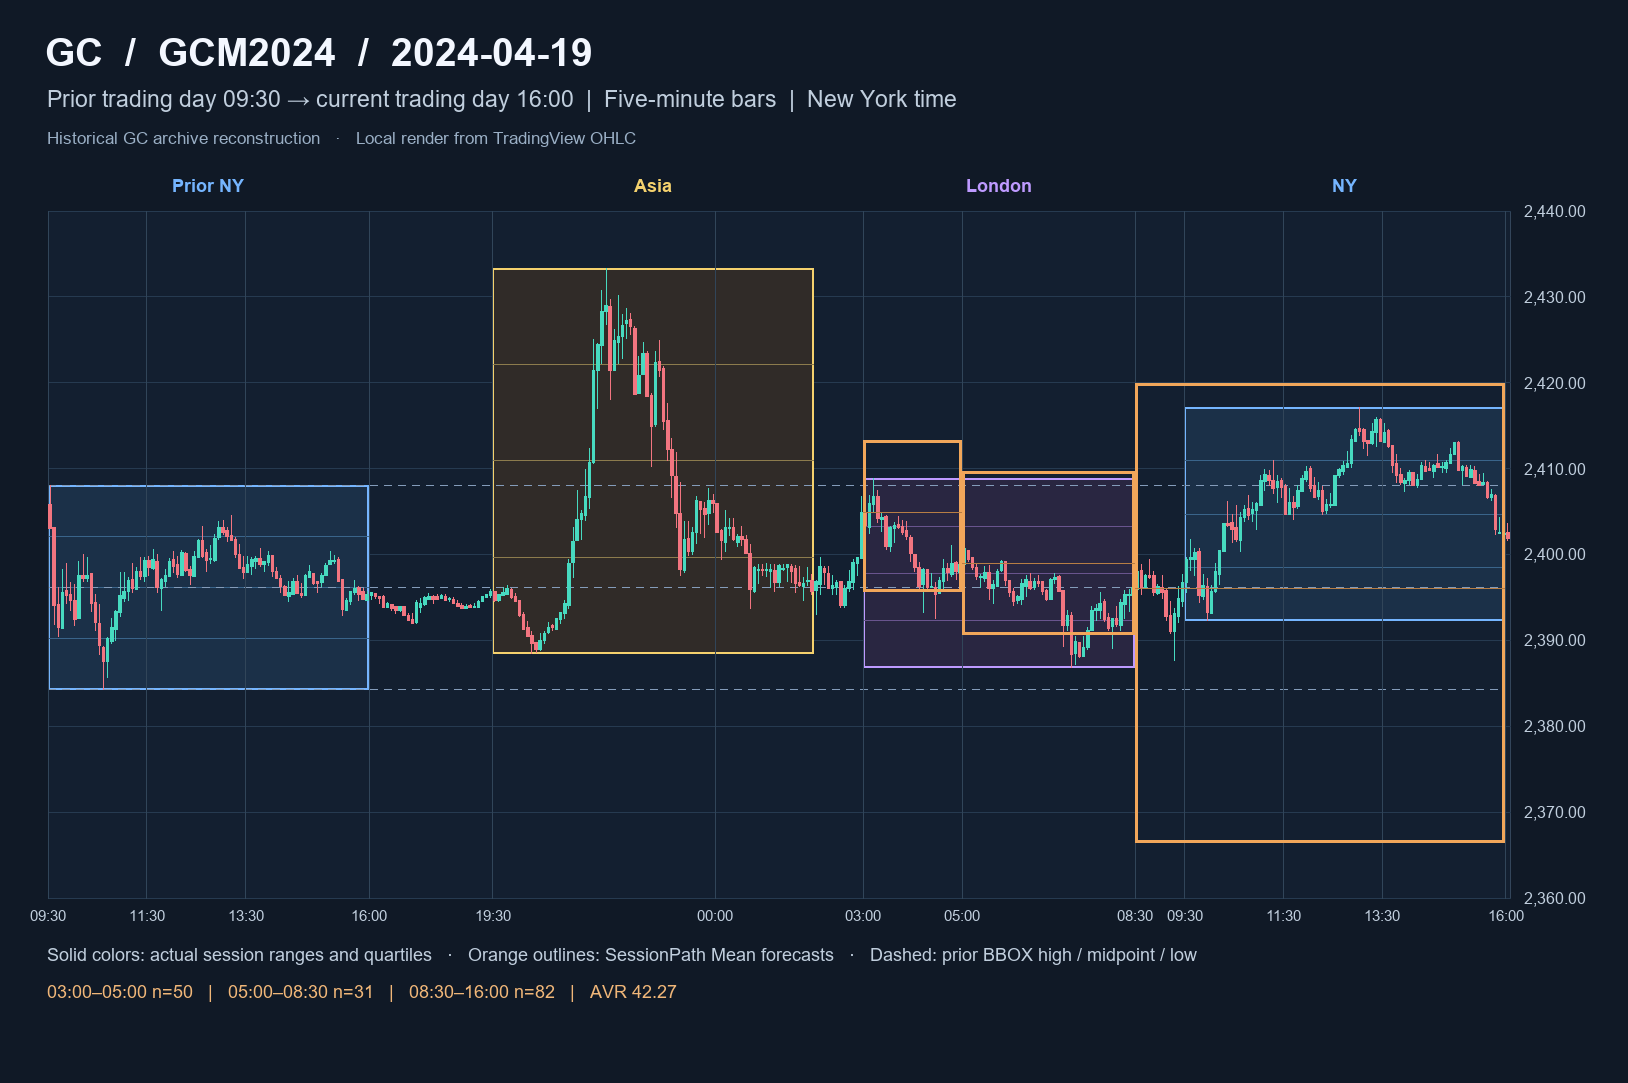 GC / GCM2024 / 2024-04-19
Prior trading day 09:30 → current trading day 16:00 | Five-minute bars | New York time
Historical GC archive reconstruction · Local render from TradingView OHLC
Prior NY Asia London NY
2,440.00
2,430.00
2,420.00
2,410.00
2,400.00
2,390.00
2,380.00
2,370.00
2,360.00
09:30 11:30 13:30 16:00 19:30 00:00 03:00 05:00 08:30 09:30 11:30 13:30 16:00
Solid colors: actual session ranges and quartiles · Orange outlines: SessionPath Mean forecasts · Dashed: prior BBOX high / midpoint / low
03:00–05:00 n=50 | 05:00–08:30 n=31 | 08:30–16:00 n=82 | AVR 42.27